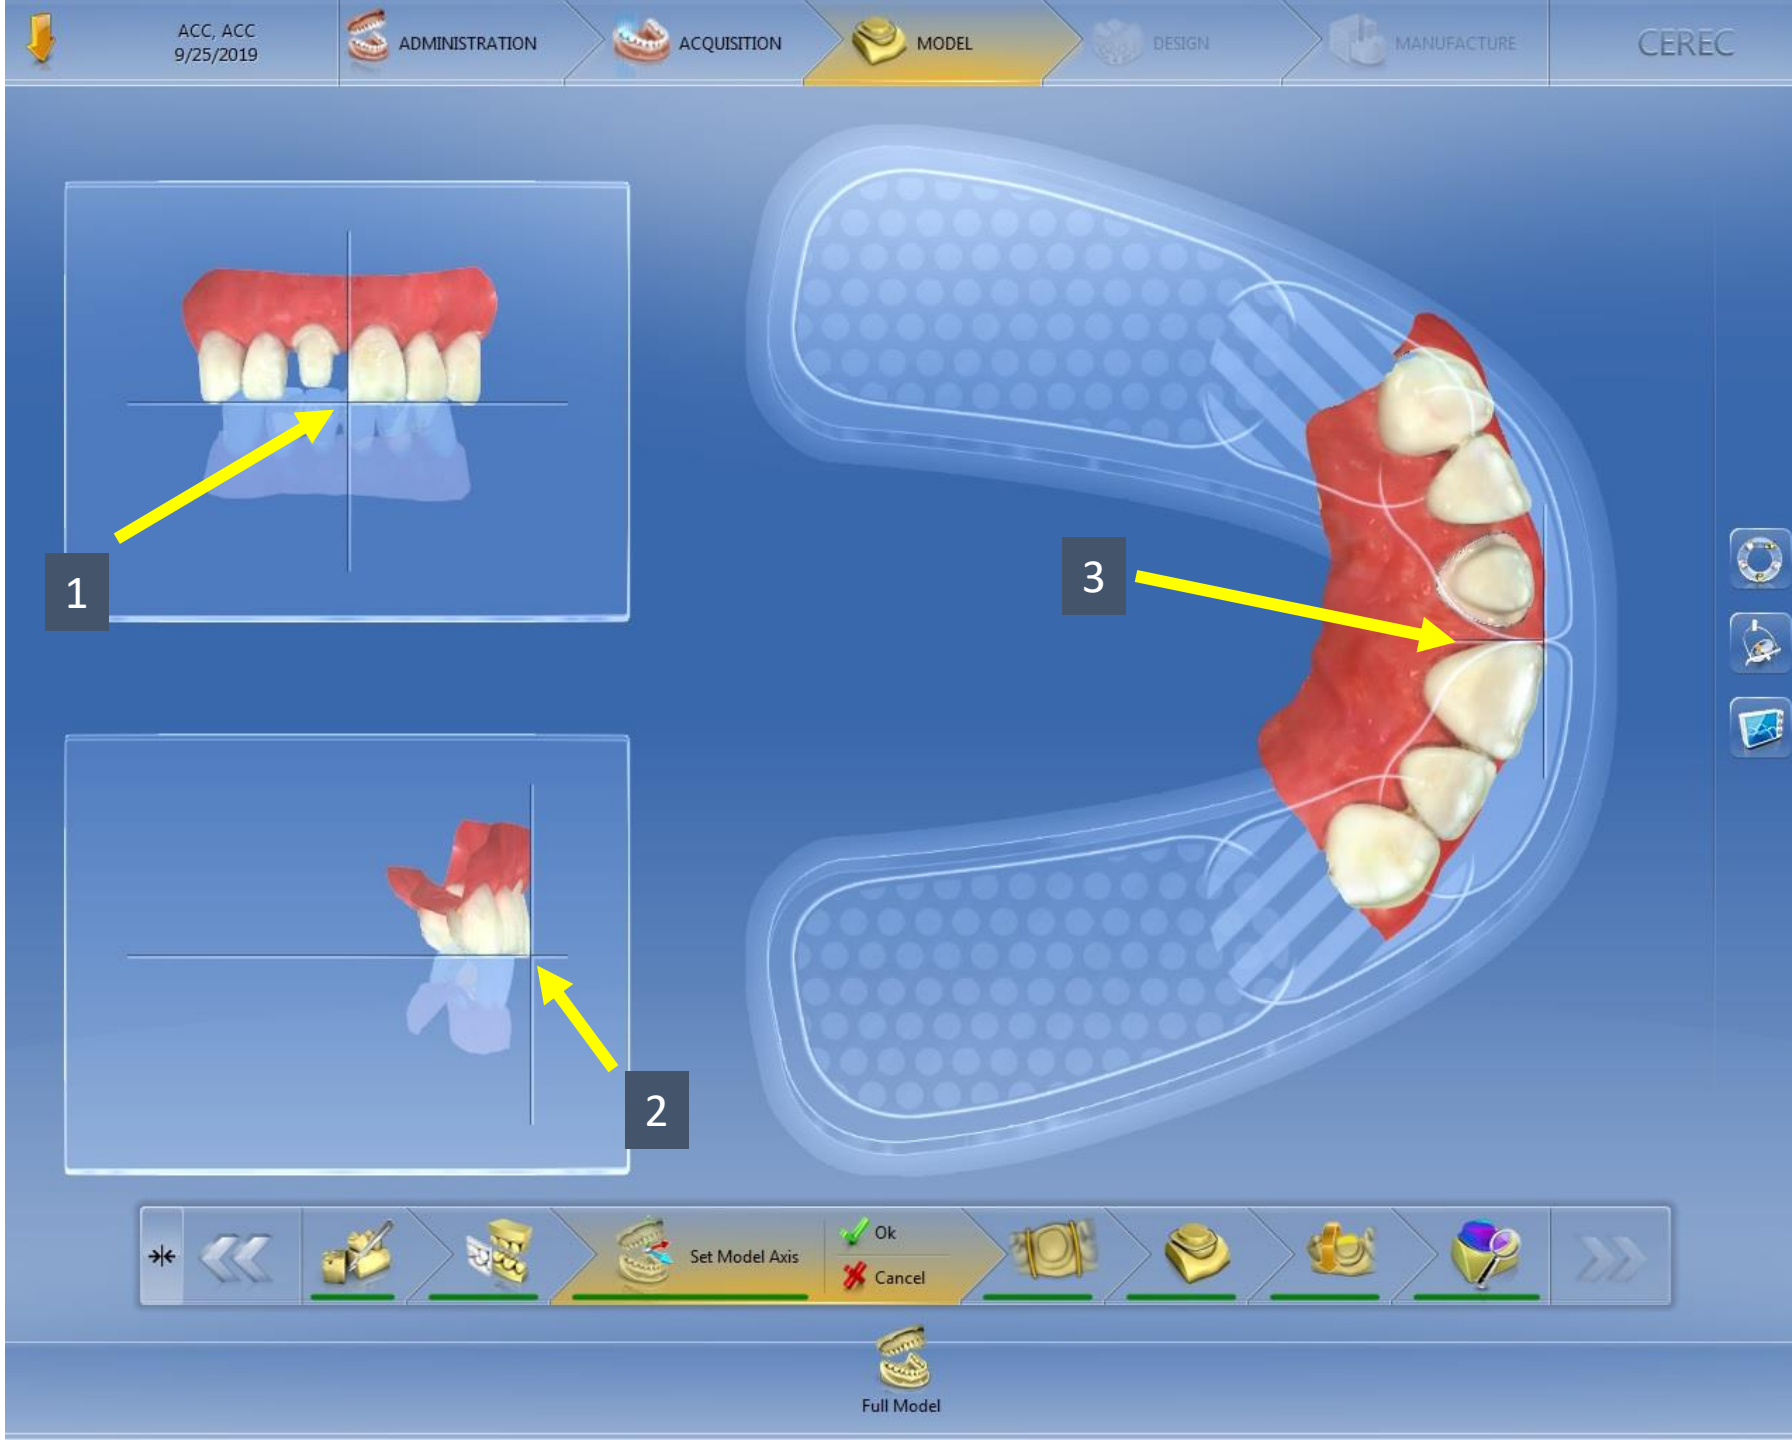 ACC, ACC
9/25/2019
ADMINISTRATION
ACQUISITION
MODEL
DESIGN
MANUFACTURE
CEREC
1
3
2
Set Model Axis
Ok
Cancel
Full Model